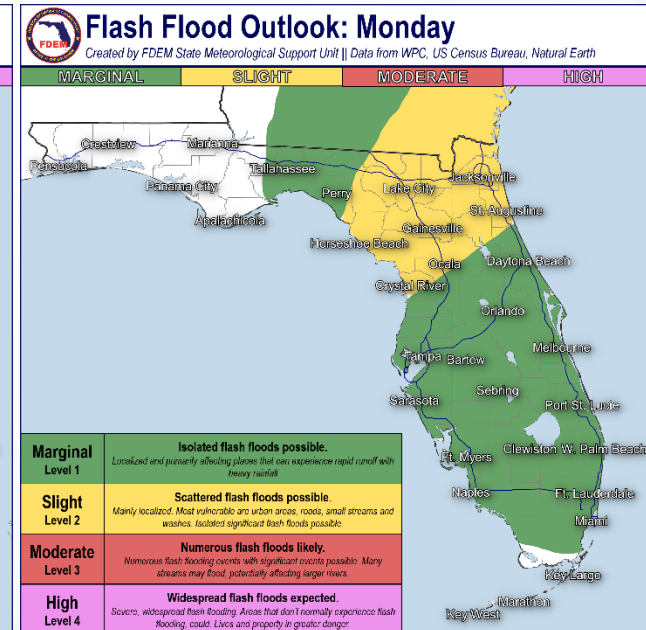 FDEM
Flash Flood Outlook: Monday
Created by FDEM State Meteorological Support Unit || Data from WPC, US Census Bureau, Natural Earth
MARGINAL
SLIGHT
MODERATE
HIGH
Crestview
Marianna
Pensacola
Tallahassee
Panama City
Apalachicola
Perry
Lake City
Jacksonville
St. Augustine
Gainesville
Horseshoe Beach
Ocala
Daytona Beach
Crystal River
Orlando
Melbourne
Tampa
Bartow
Sebring
Sarasota
Port St. Lucie
Clewiston
W. Palm Beach
Ft. Myers
Naples
Ft. Lauderdale
Miami
Key Largo
Marathon
Key West
Marginal
Level 1
Isolated flash floods possible.
Localized and primarily affecting places that can experience rapid runoff with
heavy rainfall
Slight
Level 2
Scattered flash floods possible.
Mainly localized. Most vulnerable are urban areas, roads, small streams and
washes. Isolated significant flash floods possible.
Moderate
Level 3
Numerous flash floods likely.
Numerous flash flooding events with significant events possible. Many
streams may flood, potentially affecting larger rivers.
High
Level 4
Widespread flash floods expected.
Severe, widespread flash flooding. Areas that don't normally experience flash
flooding, could. Lives and property in greater danger.